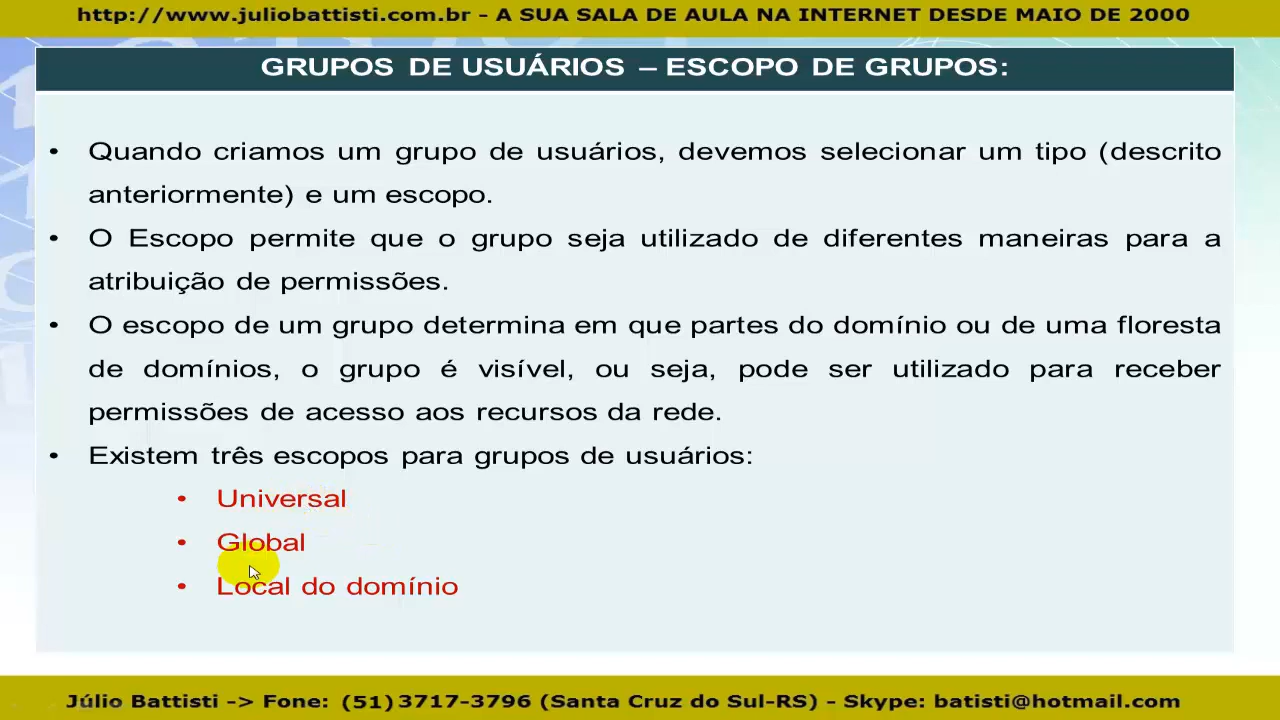 http://www.juliobattisti.com.br - A SUA SALA DE AULA NA INTERNET DESDE MAIO DE 2000
GRUPOS DE USUÁRIOS – ESCOPO DE GRUPOS:
• Quando criamos um grupo de usuários, devemos selecionar um tipo (descrito
anteriormente) e um escopo.
• O Escopo permite que o grupo seja utilizado de diferentes maneiras para a
atribuição de permissões.
• O escopo de um grupo determina em que partes do domínio ou de uma floresta
de domínios, o grupo é visível, ou seja, pode ser utilizado para receber
permissões de acesso aos recursos da rede.
• Existem três escopos para grupos de usuários:
• Universal
• Global
• Local do domínio
Júlio Battisti -> Fone: (51) 3717-3796 (Santa Cruz do Sul-RS) - Skype: batisti@hotmail.com